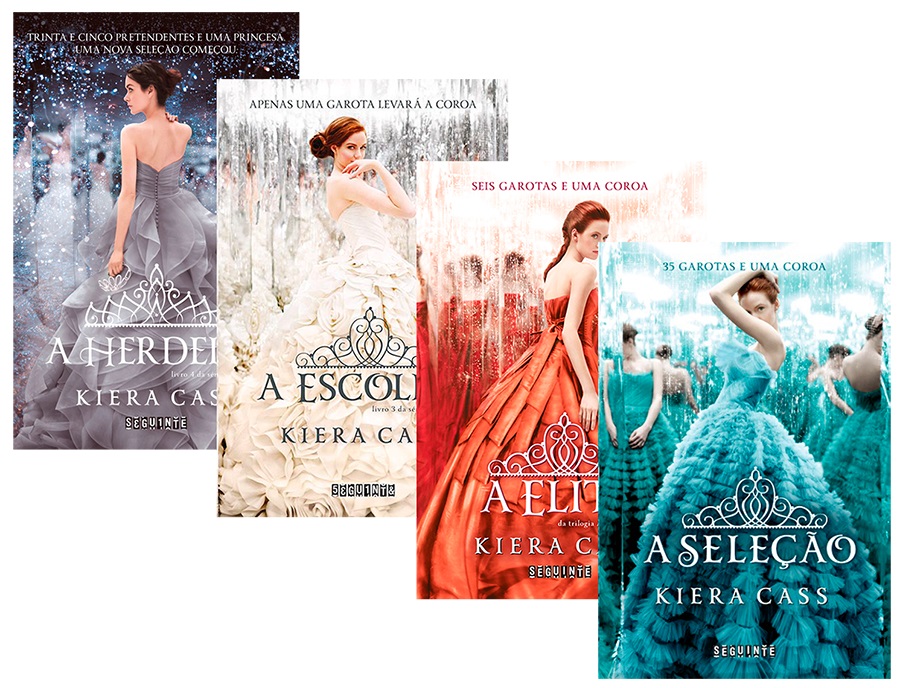 TRINTA E CINCO PRETENDENTES E UMA PRINCESA.
UMA NOVA SELEÇÃO COMEÇOU.
A HERDE
livro 4 da sé
KIERA CAS
SEGUINTE
APENAS UMA GAROTA LEVARÁ A COROA
A ESCOL
livro 3 da sé
KIERA CA
SEGUINTE
SEIS GAROTAS E UMA COROA
A ELIT
da trilogia
KIERA C
SEGUINTE
35 GAROTAS E UMA COROA
A SELEÇÃO
KIERA CASS
SEGUINTE